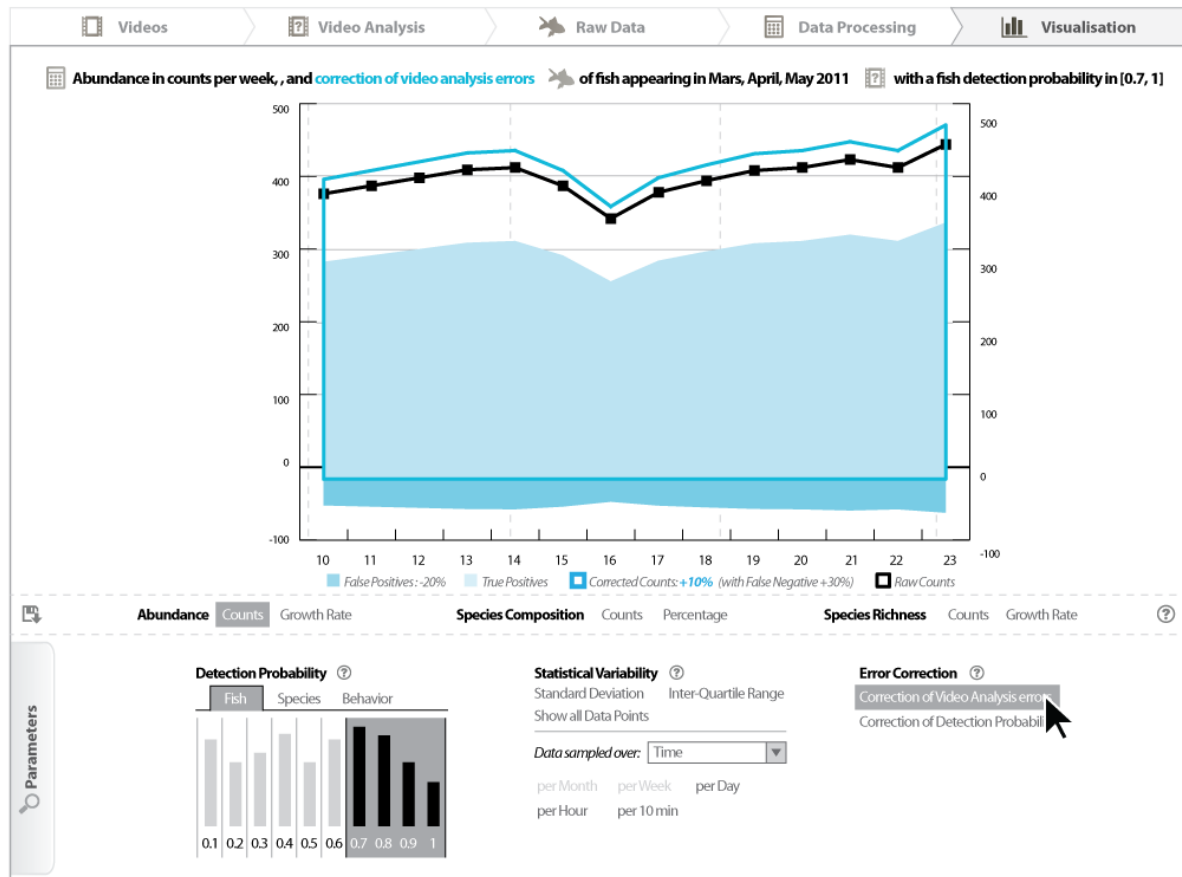 Videos
Video Analysis
Raw Data
Data Processing
Visualisation
Abundance in counts per week, , and correction of video analysis errors of fish appearing in Mars, April, May 2011 with a fish detection probability in [0.7, 1]
500 500
400 400
300 300
200 200
100 100
0 0
-100 -100
10 11 12 13 14 15 16 17 18 19 20 21 22 23
False Positives : -20% True Positives Corrected Counts: +10% (with False Negative +30%) Raw Counts
Abundance Counts Growth Rate Species Composition Counts Percentage Species Richness Counts Growth Rate ?
Parameters
Detection Probability ?
Fish Species Behavior
0.1 0.2 0.3 0.4 0.5 0.6 0.7 0.8 0.9 1
Statistical Variability ?
Standard Deviation Inter-Quartile Range
Show all Data Points
Data sampled over: Time
per Month per Week per Day
per Hour per 10 min
Error Correction ?
Correction of Video Analysis errors
Correction of Detection Probabil